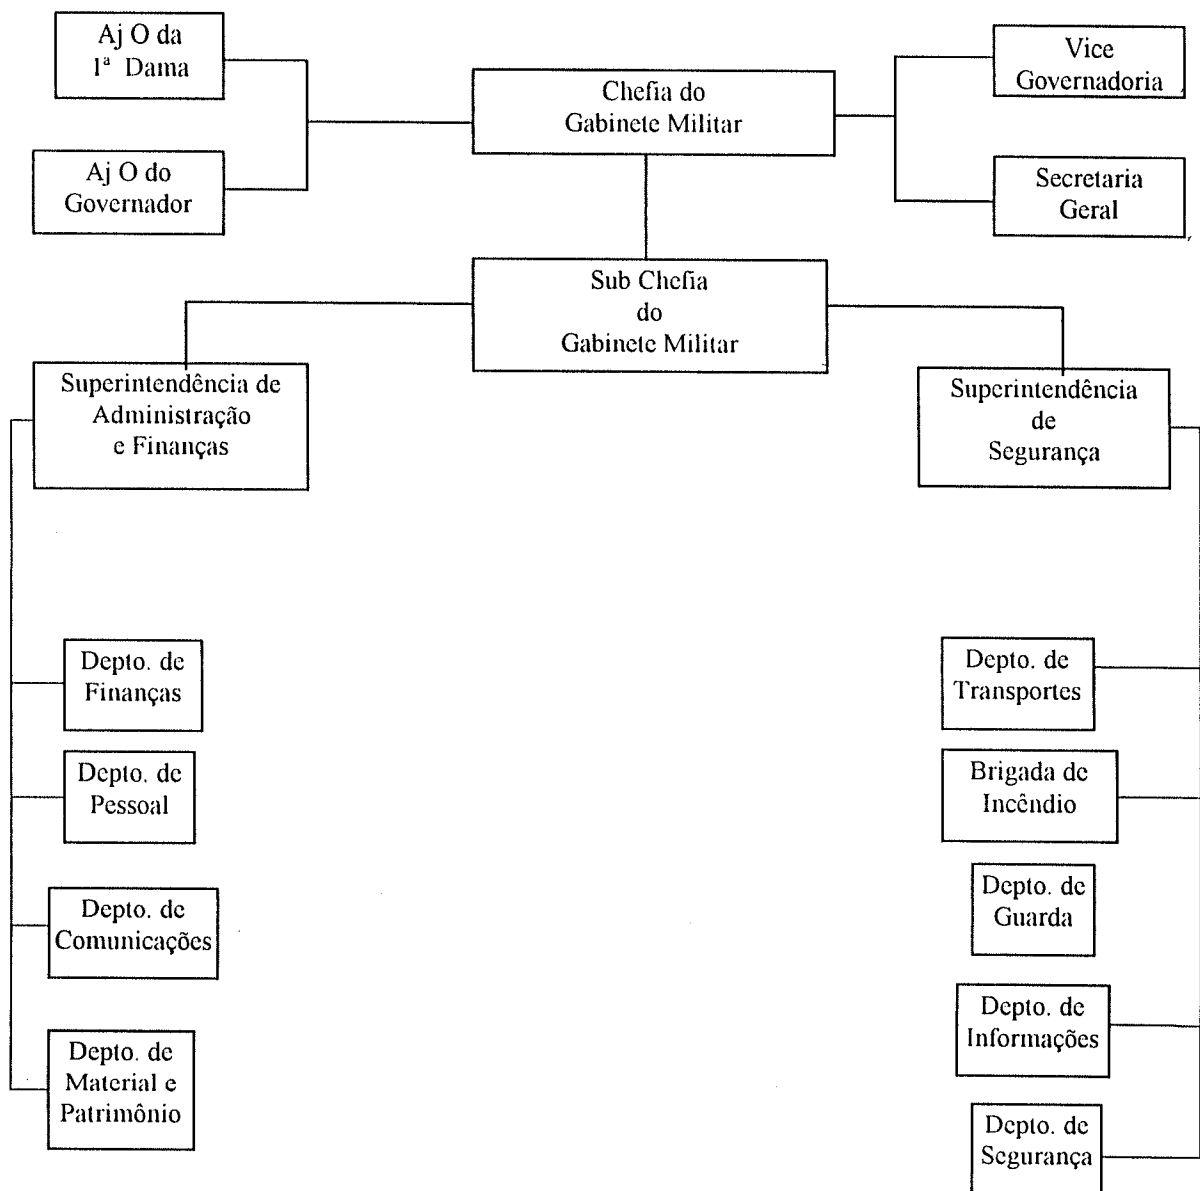 Aj O da
1ª Dama
Chefia do
Gabinete Militar
Vice
Governadoria
Aj O do
Governador
Secretaria
Geral
Sub Chefia
do
Gabinete Militar
Superintendência de
Administração
e Finanças
Superintendência
de
Segurança
Depto. de
Finanças
Depto. de
Pessoal
Depto. de
Comunicações
Depto. de
Material e
Patrimônio
Depto. de
Transportes
Brigada de
Incêndio
Depto. de
Guarda
Depto. de
Informações
Depto. de
Segurança